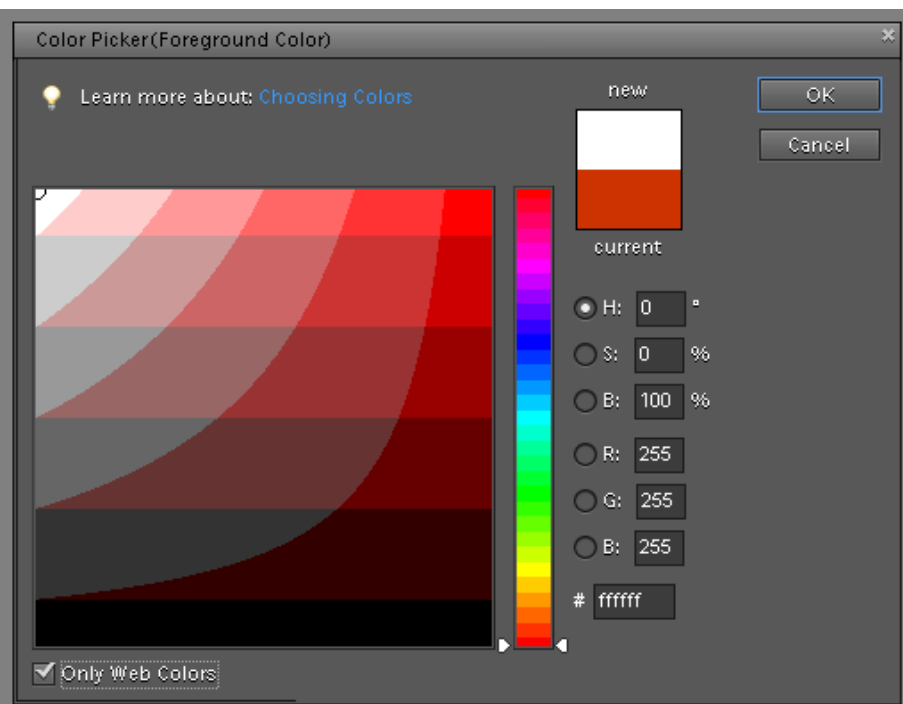 Color Picker(Foreground Color)
Learn more about: Choosing Colors
new
OK
Cancel
current
H: 0 °
S: 0 %
B: 100 %
R: 255
G: 255
B: 255
# ffffff
Only Web Colors